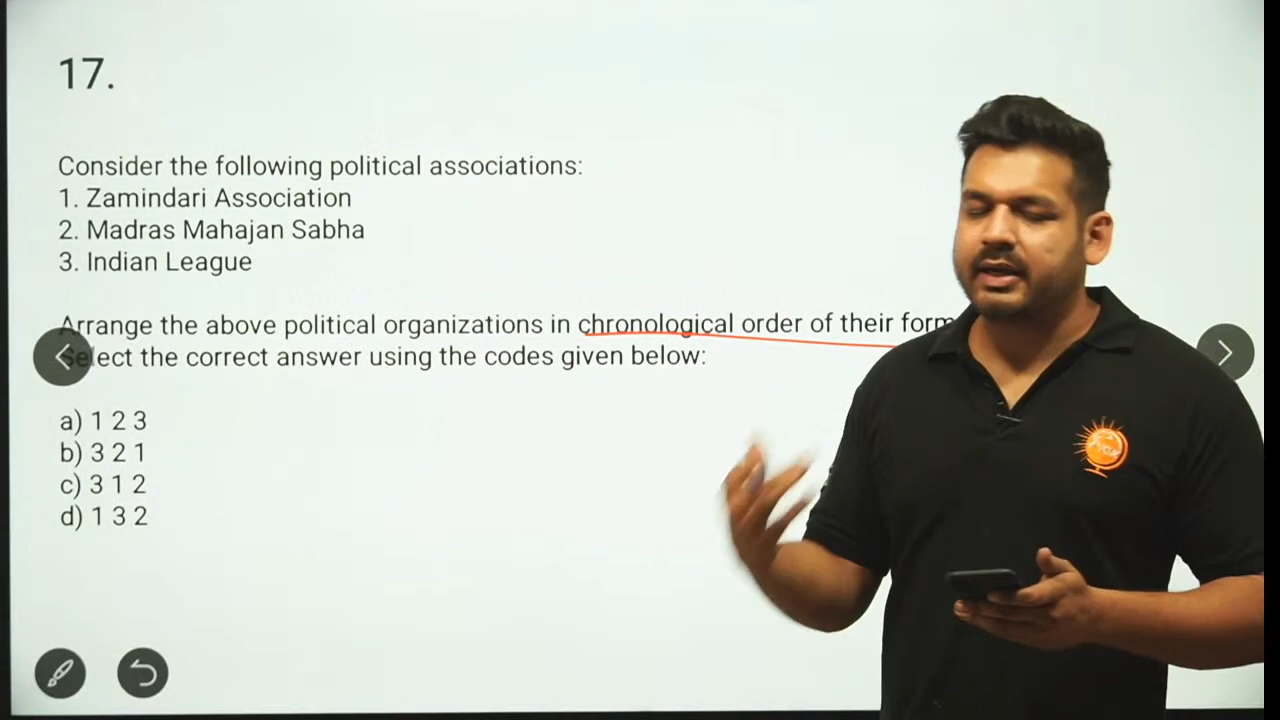 17.
Consider the following political associations:
1. Zamindari Association
2. Madras Mahajan Sabha
3. Indian League
Arrange the above political organizations in chronological order of their form
Select the correct answer using the codes given below:
a) 1 2 3
b) 3 2 1
c) 3 1 2
d) 1 3 2